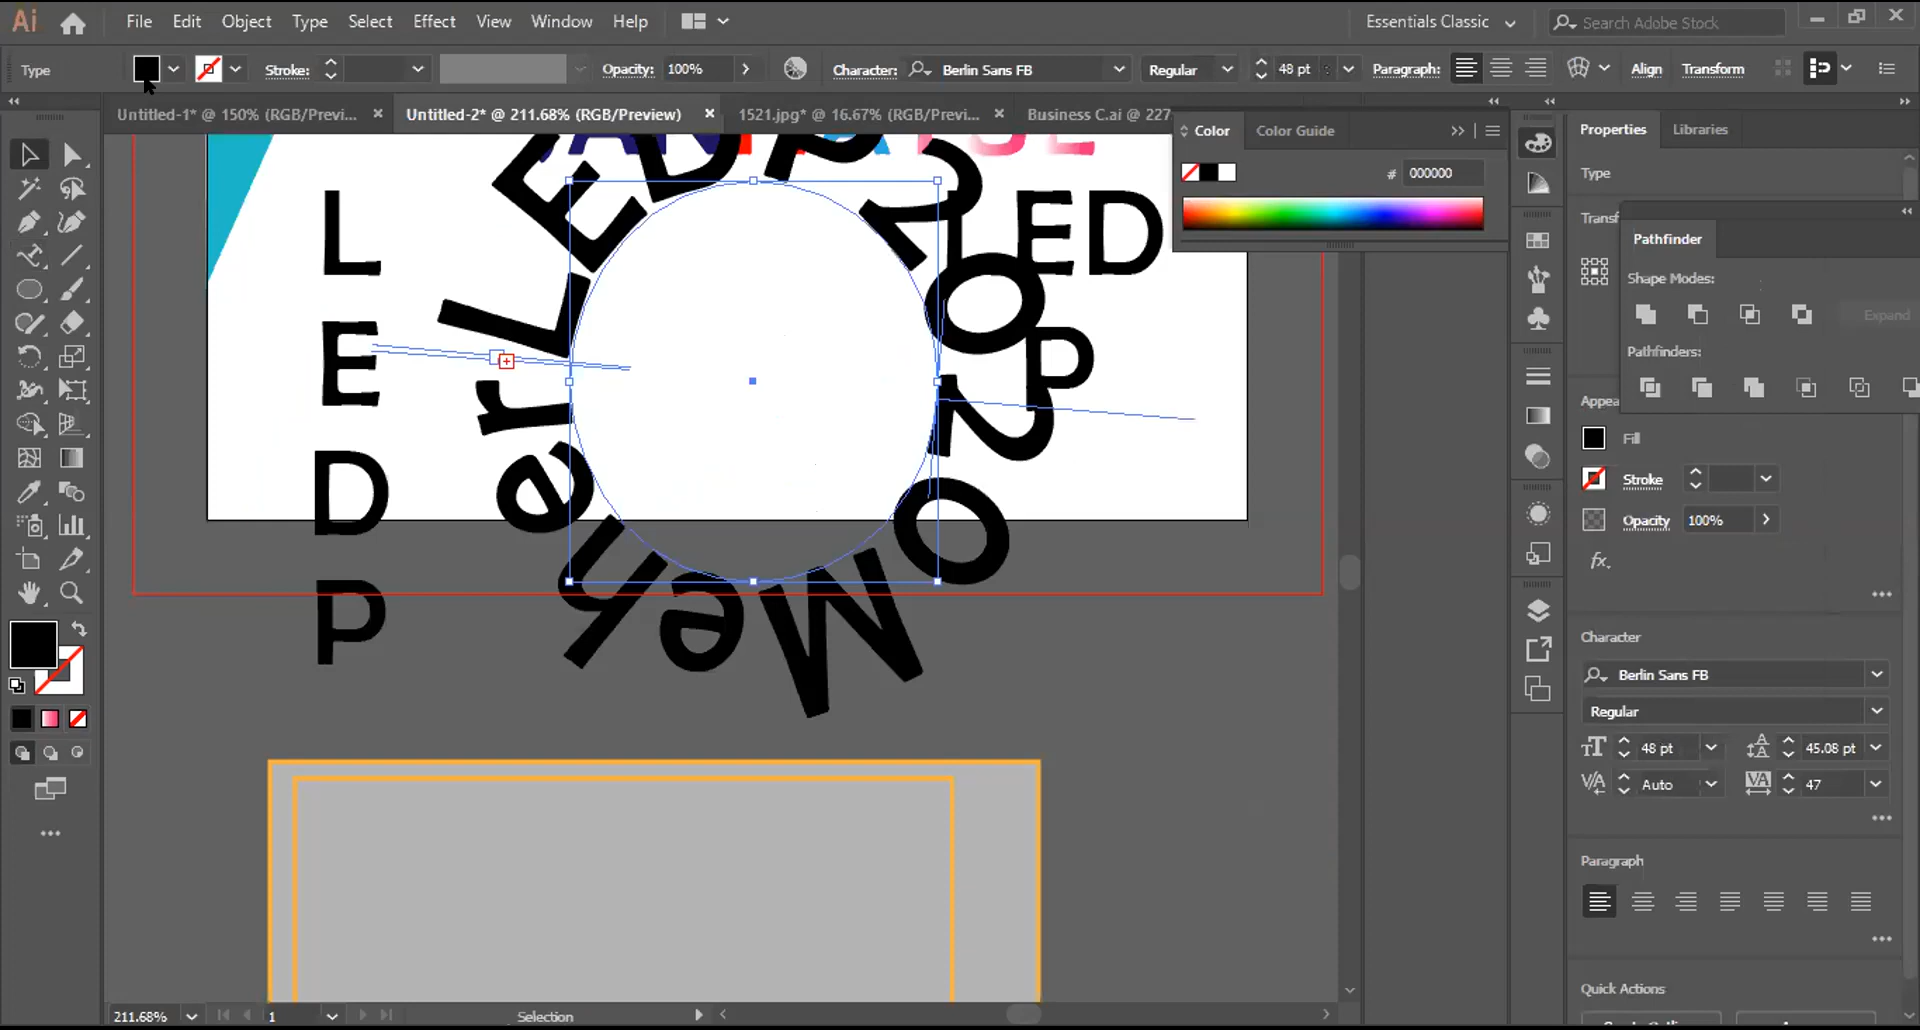 Ai File Edit Object Type Select Effect View Window Help Essentials Classic Search Adobe Stock
Type Stroke: Opacity: 100% Character: Berlin Sans FB Regular 48 pt Paragraph: Align Transform
Untitled-1* @ 150% (RGB/Previ... Untitled-2* @ 211.68% (RGB/Preview) 1521.jpg* @ 16.67% (RGB/Previ... Business C.ai @ 227
Color Color Guide
# 000000
Properties Libraries
Type
Transf
Pathfinder
Shape Modes:
Expand
Pathfinders:
Appea
Fill
Stroke
Opacity 100%
fx.
Character
Berlin Sans FB
Regular
48 pt 45.08 pt
Auto 47
Paragraph
Quick Actions
L
E
D
P
LEDP2020Meher
ED
P
211.68% 1 Selection